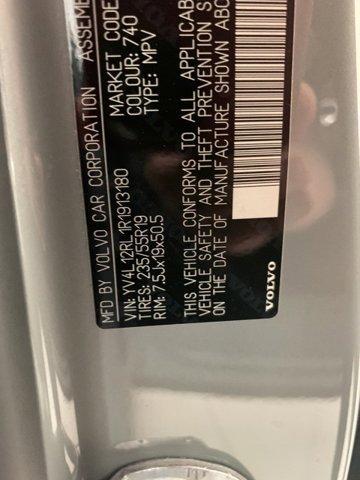 MFD BY VOLVO CAR CORPORATION ASSEME
VIN: YV4L12RL1R1913180 MARKET CODE
TIRES: 235/55R19 COLOUR: 740
RIM: 7.5Jx19x50.5 TYPE: MPV
THIS VEHICLE CONFORMS TO ALL APPLICAB
VEHICLE SAFETY AND THEFT PREVENTION S
ON THE DATE OF MANUFACTURE SHOWN ABC
VOLVO